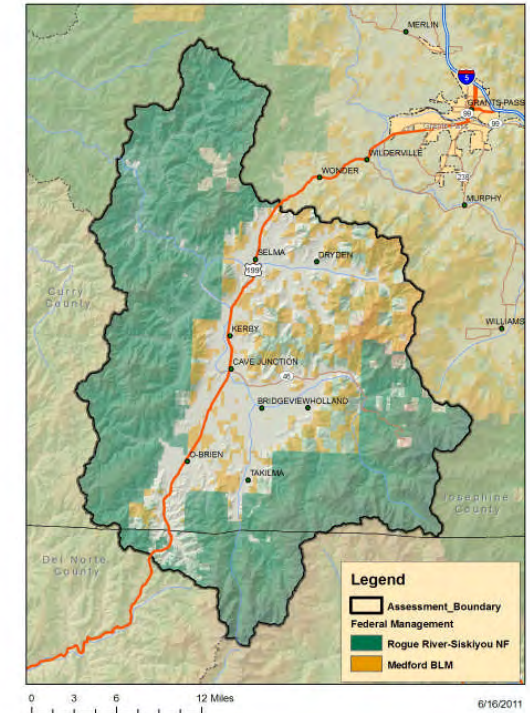 MERLIN
5
GRANTS PASS
99
99
WILDERVILLE
WONDER
238
MURPHY
SELMA
DRYDEN
199
Curry
County
WILLIAMS
KERBY
CAVE JUNCTION
46
BRIDGEVIEW HOLLAND
O-BRIEN
TAKILMA
Josephine
County
Del Norte
County
Legend
Assessment_Boundary
Federal Management
Rogue River-Siskiyou NF
Medford BLM
0 3 6 12 Miles
6/16/2011